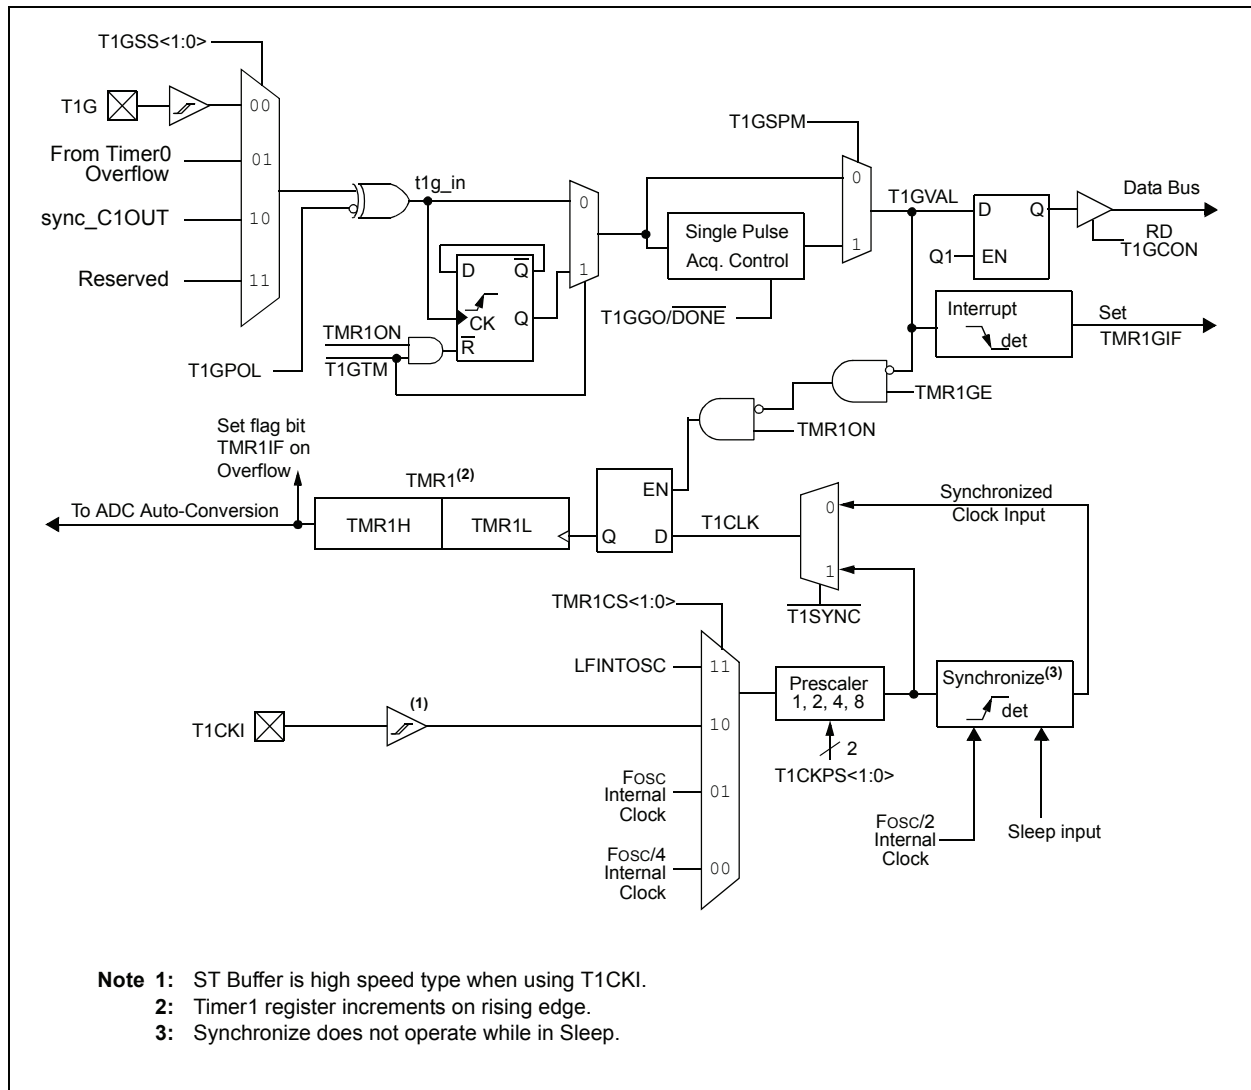 T1GSS<1:0>
T1G
00
From Timer0
Overflow
01
sync_C1OUT
10
Reserved
11
T1GPOL
t1g_in
0
1
D
Q
CK
Q
R
TMR1ON
T1GTM
T1GSPM
0
1
Single Pulse
Acq. Control
T1GGO/DONE
T1GVAL
D
Q
Q1
EN
Data Bus
RD
T1GCON
Interrupt
det
Set
TMR1GIF
TMR1GE
TMR1ON
Set flag bit
TMR1IF on
Overflow
To ADC Auto-Conversion
TMR1(2)
TMR1H
TMR1L
EN
Q
D
T1CLK
0
1
T1SYNC
Synchronized
Clock Input
TMR1CS<1:0>
LFINTOSC
11
T1CKI
(1)
10
FOSC
Internal
Clock
01
FOSC/4
Internal
Clock
00
Prescaler
1, 2, 4, 8
2
T1CKPS<1:0>
Synchronize(3)
det
FOSC/2
Internal
Clock
Sleep input
Note 1: ST Buffer is high speed type when using T1CKI.
2: Timer1 register increments on rising edge.
3: Synchronize does not operate while in Sleep.